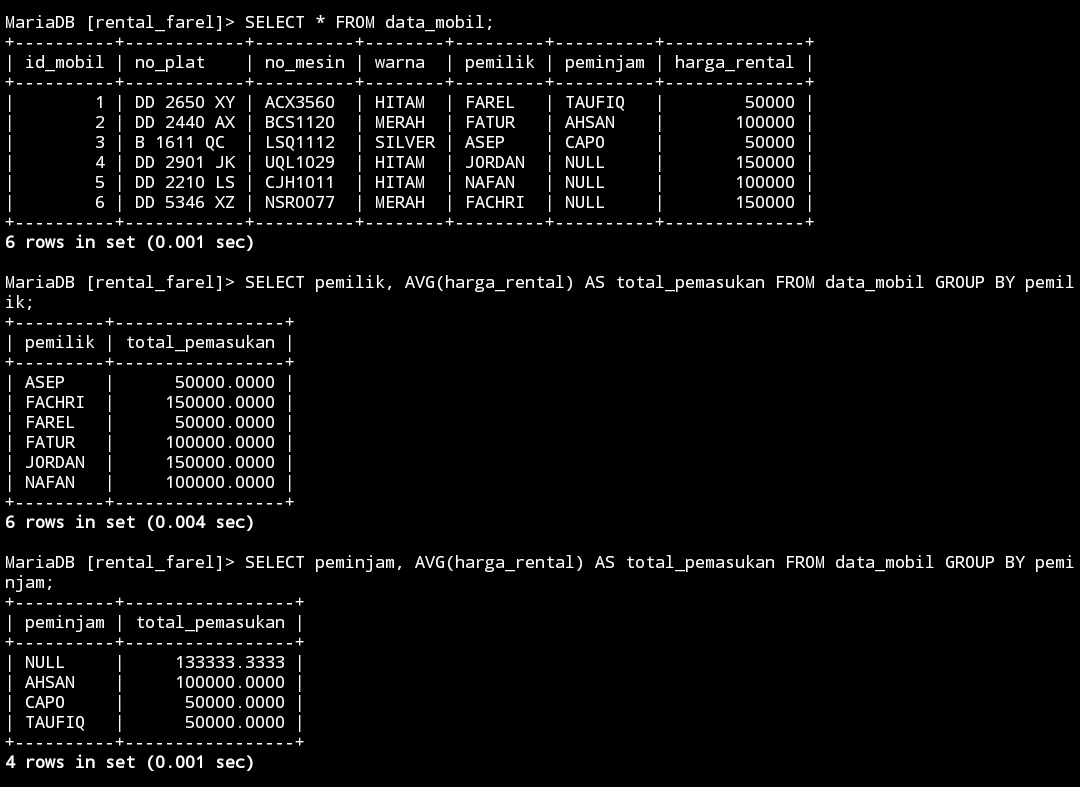 MariaDB [rental_farel]> SELECT * FROM data_mobil;
+----------+------------+----------+--------+---------+----------+--------------+
| id_mobil | no_plat    | no_mesin | warna  | pemilik | peminjam | harga_rental |
+----------+------------+----------+--------+---------+----------+--------------+
|        1 | DD 2650 XY | ACX3560  | HITAM  | FAREL   | TAUFIQ   |        50000 |
|        2 | DD 2440 AX | BCS1120  | MERAH  | FATUR   | AHSAN    |       100000 |
|        3 | B 1611 QC  | LSQ1112  | SILVER | ASEP    | CAPO     |        50000 |
|        4 | DD 2901 JK | UQL1029  | HITAM  | JORDAN  | NULL     |       150000 |
|        5 | DD 2210 LS | CJH1011  | HITAM  | NAFAN   | NULL     |       100000 |
|        6 | DD 5346 XZ | NSR0077  | MERAH  | FACHRI  | NULL     |       150000 |
+----------+------------+----------+--------+---------+----------+--------------+
6 rows in set (0.001 sec)
MariaDB [rental_farel]> SELECT pemilik, AVG(harga_rental) AS total_pemasukan FROM data_mobil GROUP BY pemil
ik;
+---------+-----------------+
| pemilik | total_pemasukan |
+---------+-----------------+
| ASEP    |      50000.0000 |
| FACHRI  |     150000.0000 |
| FAREL   |      50000.0000 |
| FATUR   |     100000.0000 |
| JORDAN  |     150000.0000 |
| NAFAN   |     100000.0000 |
+---------+-----------------+
6 rows in set (0.004 sec)
MariaDB [rental_farel]> SELECT peminjam, AVG(harga_rental) AS total_pemasukan FROM data_mobil GROUP BY pemi
njam;
+----------+-----------------+
| peminjam | total_pemasukan |
+----------+-----------------+
| NULL     |     133333.3333 |
| AHSAN    |     100000.0000 |
| CAPO     |      50000.0000 |
| TAUFIQ   |      50000.0000 |
+----------+-----------------+
4 rows in set (0.001 sec)